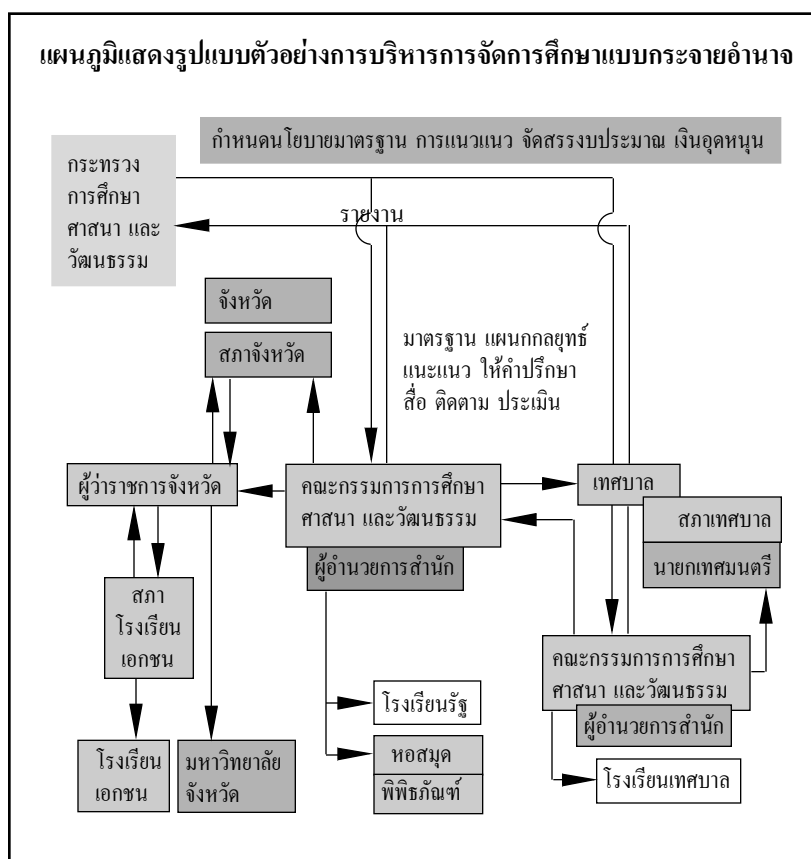 แผนภูมิแสดงรูปแบบตัวอย่างการบริหารการจัดการศึกษาแบบกระจายอำนาจ
กำหนดนโยบายมาตรฐาน การแนวแนว จัดสรรงบประมาณ เงินอุดหนุน
กระทรวง
การศึกษา
ศาสนา และ
วัฒนธรรม
รายงาน
จังหวัด
สภาจังหวัด
มาตรฐาน แผนกกลยุทธ์
แนะแนว ให้คำปรึกษา
สื่อ ติดตาม ประเมิน
ผู้ว่าราชการจังหวัด
คณะกรรมการการศึกษา
ศาสนา และวัฒนธรรม
ผู้อำนวยการสำนัก
เทศบาล
สภาเทศบาล
นายกเทศมนตรี
สภา
โรงเรียน
เอกชน
คณะกรรมการการศึกษา
ศาสนา และวัฒนธรรม
ผู้อำนวยการสำนัก
โรงเรียนรัฐ
โรงเรียน
เอกชน
มหาวิทยาลัย
จังหวัด
หอสมุด
พิพิธภัณฑ์
โรงเรียนเทศบาล